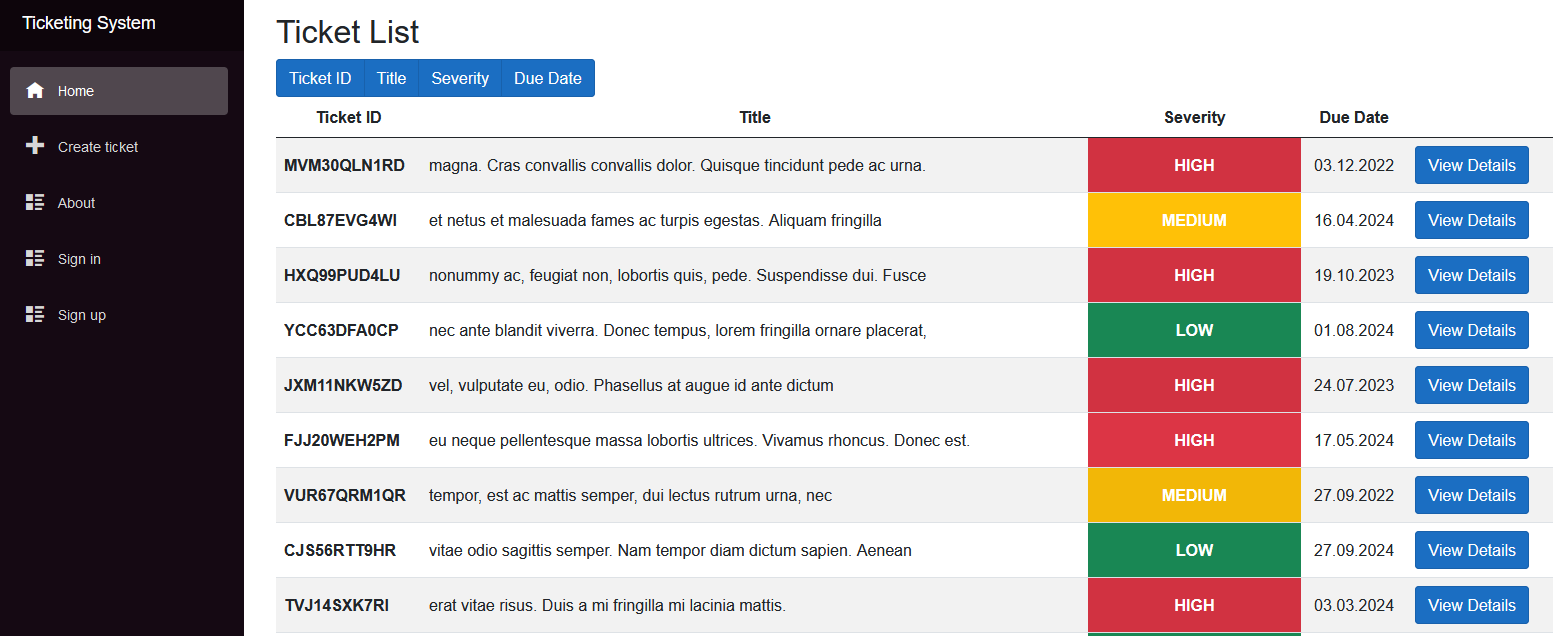 Ticketing System
Home
Create ticket
About
Sign in
Sign up
Ticket List
Ticket ID Title Severity Due Date
Ticket ID Title Severity Due Date
MVM30QLN1RD magna. Cras convallis convallis dolor. Quisque tincidunt pede ac urna. HIGH 03.12.2022 View Details
CBL87EVG4WI et netus et malesuada fames ac turpis egestas. Aliquam fringilla MEDIUM 16.04.2024 View Details
HXQ99PUD4LU nonummy ac, feugiat non, lobortis quis, pede. Suspendisse dui. Fusce HIGH 19.10.2023 View Details
YCC63DFA0CP nec ante blandit viverra. Donec tempus, lorem fringilla ornare placerat, LOW 01.08.2024 View Details
JXM11NKW5ZD vel, vulputate eu, odio. Phasellus at augue id ante dictum HIGH 24.07.2023 View Details
FJJ20WEH2PM eu neque pellentesque massa lobortis ultrices. Vivamus rhoncus. Donec est. HIGH 17.05.2024 View Details
VUR67QRM1QR tempor, est ac mattis semper, dui lectus rutrum urna, nec MEDIUM 27.09.2022 View Details
CJS56RTT9HR vitae odio sagittis semper. Nam tempor diam dictum sapien. Aenean LOW 27.09.2024 View Details
TVJ14SXK7RI erat vitae risus. Duis a mi fringilla mi lacinia mattis. HIGH 03.03.2024 View Details